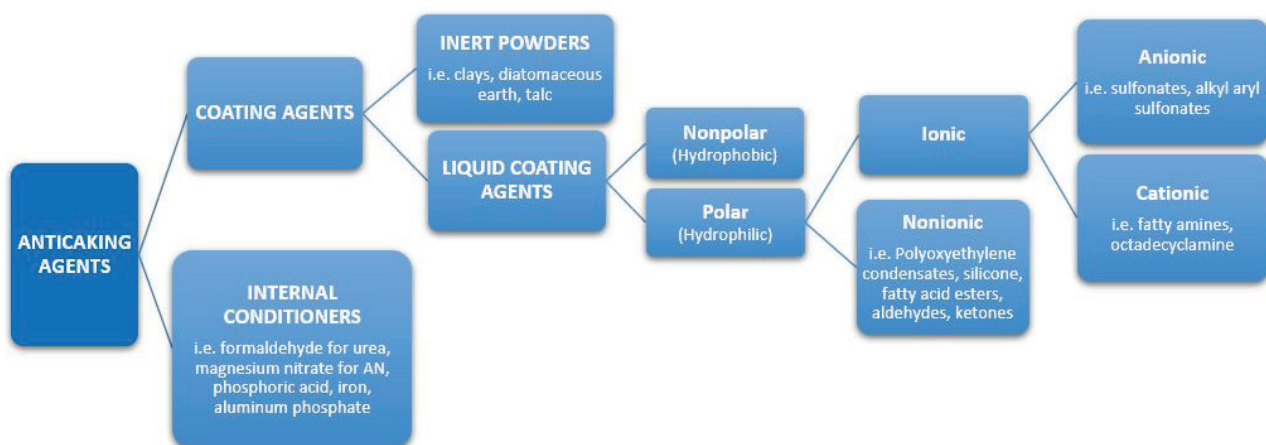 ANTICAKING
AGENTS
COATING AGENTS
INERT POWDERS
i.e. clays, diatomaceous
earth, talc
LIQUID COATING
AGENTS
Nonpolar
(Hydrophobic)
Polar
(Hydrophilic)
Ionic
Anionic
i.e. sulfonates, alkyl aryl
sulfonates
Cationic
i.e. fatty amines,
octadecyclamine
Nonionic
i.e. Polyoxyethylene
condensates, silicone,
fatty acid esters,
aldehydes, ketones
INTERNAL
CONDITIONERS
i.e. formaldehyde for urea,
magnesium nitrate for AN,
phosphoric acid, iron,
aluminum phosphate